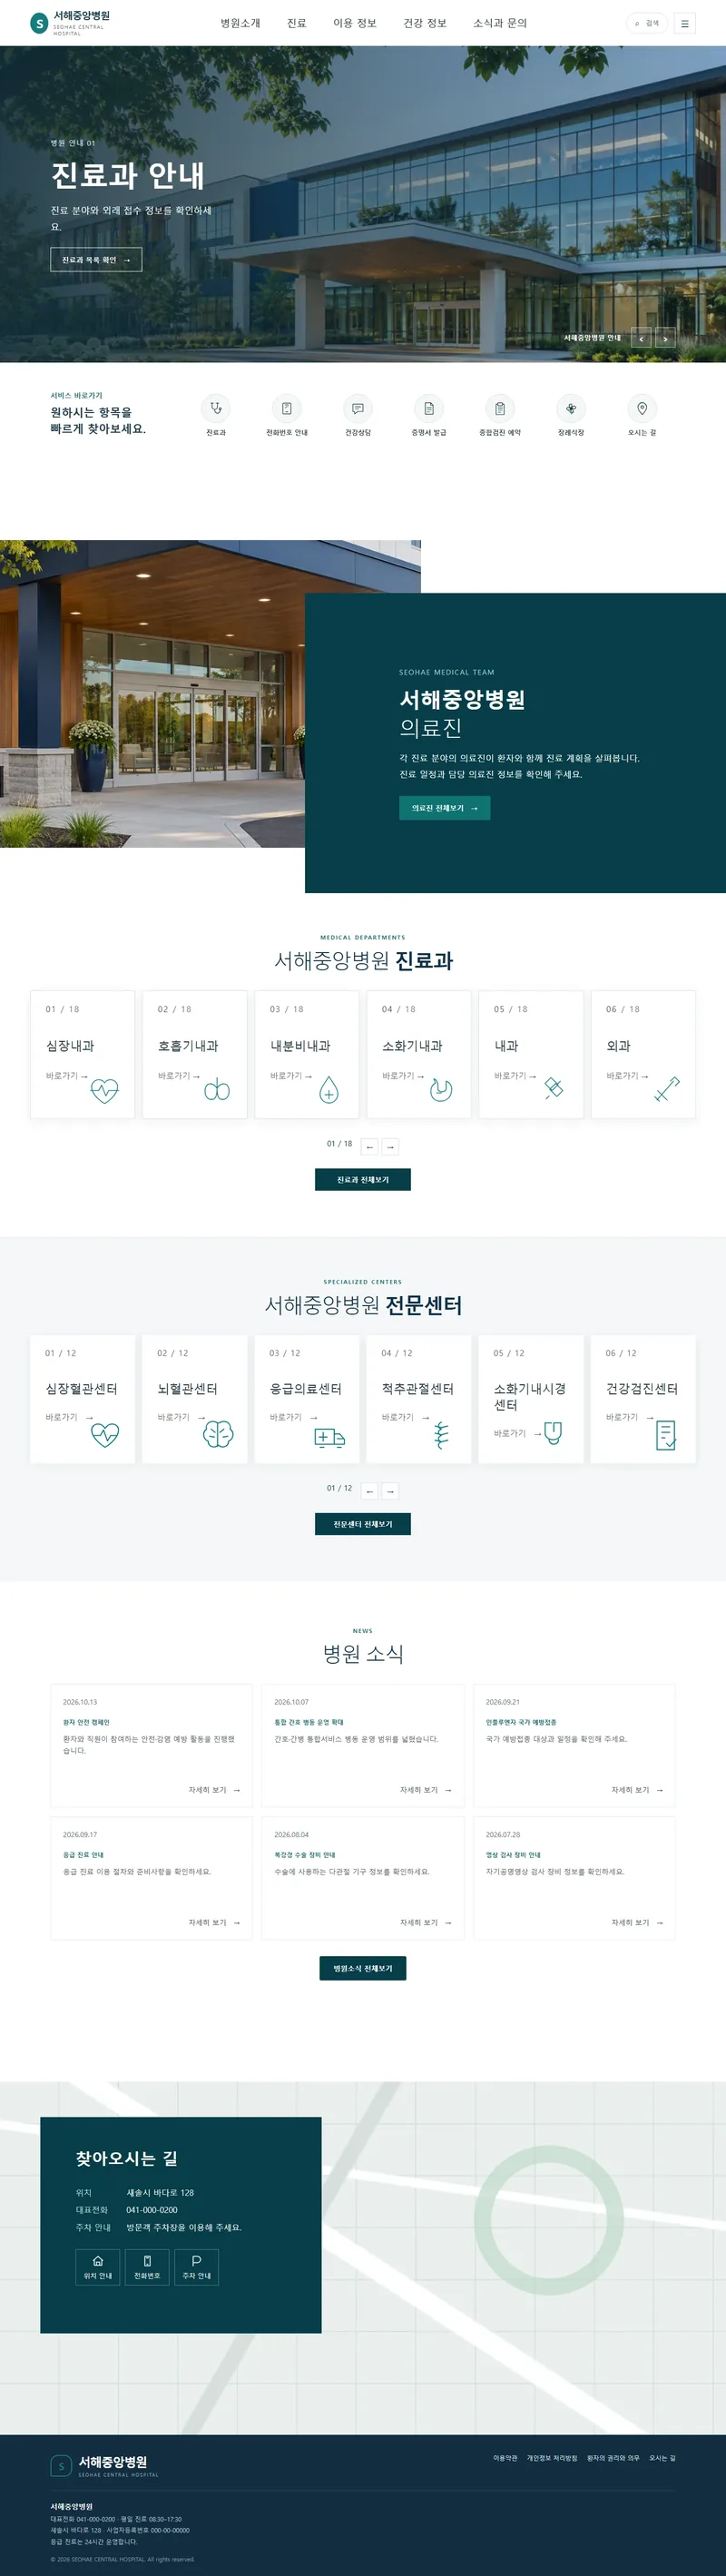 S
서해중앙병원
SEOHAE CENTRAL
HOSPITAL
병원소개 진료 이용 정보 건강 정보 소식과 문의
검색
병원 안내 01
진료과 안내
진료 분야와 외래 접수 정보를 확인하세
요.
진료과 목록 확인 →
서해중앙병원 안내
서비스 바로가기
원하시는 항목을
빠르게 찾아보세요.
진료과 전화번호 안내 건강상담 증명서 발급 종합검진 예약 장례식장 오시는 길
SEOHAE MEDICAL TEAM
서해중앙병원
의료진
각 진료 분야의 의료진이 환자와 함께 진료 계획을 살펴봅니다.
진료 일정과 담당 의료진 정보를 확인해 주세요.
의료진 전체보기 →
MEDICAL DEPARTMENTS
서해중앙병원 진료과
01 / 18
심장내과
바로가기 →
02 / 18
호흡기내과
바로가기 →
03 / 18
내분비내과
바로가기 →
04 / 18
소화기내과
바로가기 →
05 / 18
내과
바로가기 →
06 / 18
외과
바로가기 →
01 / 18 ← →
진료과 전체보기
SPECIALIZED CENTERS
서해중앙병원 전문센터
01 / 12
심장혈관센터
바로가기 →
02 / 12
뇌혈관센터
바로가기 →
03 / 12
응급의료센터
바로가기 →
04 / 12
척추관절센터
바로가기 →
05 / 12
소화기내시경
센터
바로가기 →
06 / 12
건강검진센터
바로가기 →
01 / 12 ← →
전문센터 전체보기
NEWS
병원 소식
2026.10.13
환자 안전 캠페인
환자와 직원이 참여하는 안전·감염 예방 활동을 진행했
습니다.
자세히 보기 →
2026.10.07
통합 간호 병동 운영 확대
간호·간병 통합서비스 병동 운영 범위를 넓혔습니다.
자세히 보기 →
2026.09.21
인플루엔자 국가 예방접종
국가 예방접종 대상과 일정을 확인해 주세요.
자세히 보기 →
2026.09.17
응급 진료 안내
응급 진료 이용 절차와 준비사항을 확인하세요.
자세히 보기 →
2026.08.04
복강경 수술 장비 안내
수술에 사용하는 다관절 기구 정보를 확인하세요.
자세히 보기 →
2026.07.28
영상 검사 장비 안내
자기공명영상 검사 장비 정보를 확인하세요.
자세히 보기 →
병원소식 전체보기
찾아오시는 길
위치 새솔시 바다로 128
대표전화 041-000-0200
주차 안내 방문객 주차장을 이용해 주세요.
위치 안내 전화번호 주차 안내
S
서해중앙병원
SEOHAE CENTRAL HOSPITAL
이용약관 개인정보 처리방침 환자의 권리와 의무 오시는 길
서해중앙병원
대표전화 041-000-0200 · 평일 진료 08:30–17:30
새솔시 바다로 128 · 사업자등록번호 000-00-00000
응급 진료는 24시간 운영합니다.
© 2026 SEOHAE CENTRAL HOSPITAL. All rights reserved.